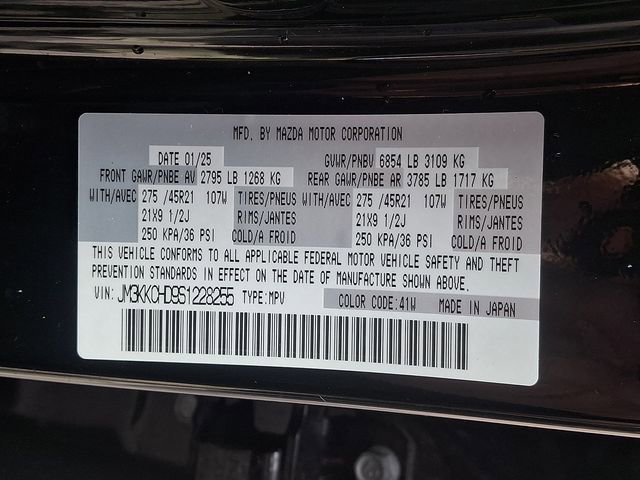 MFD. BY MAZDA MOTOR CORPORATION
DATE 01/25 GVWR/PNBV 6854 LB 3109 KG
FRONT GAWR/PNBE AV 2795 LB 1268 KG REAR GAWR/PNBE AR 3785 LB 1717 KG
WITH/AVEC 275 /45R21 107W TIRES/PNEUS WITH/AVEC 275 /45R21 107W TIRES/PNEUS
21X9 1/2J RIMS/JANTES 21X9 1/2J RIMS/JANTES
250 KPA/36 PSI COLD/A FROID 250 KPA/36 PSI COLD/A FROID
THIS VEHICLE CONFORMS TO ALL APPLICABLE FEDERAL MOTOR VEHICLE SAFETY AND THEFT
PREVENTION STANDARDS IN EFFECT ON THE DATE OF MANUFACTURE SHOWN ABOVE.
VIN: JM3KKCHD9S1228255 TYPE:MPV COLOR CODE:41W MADE IN JAPAN